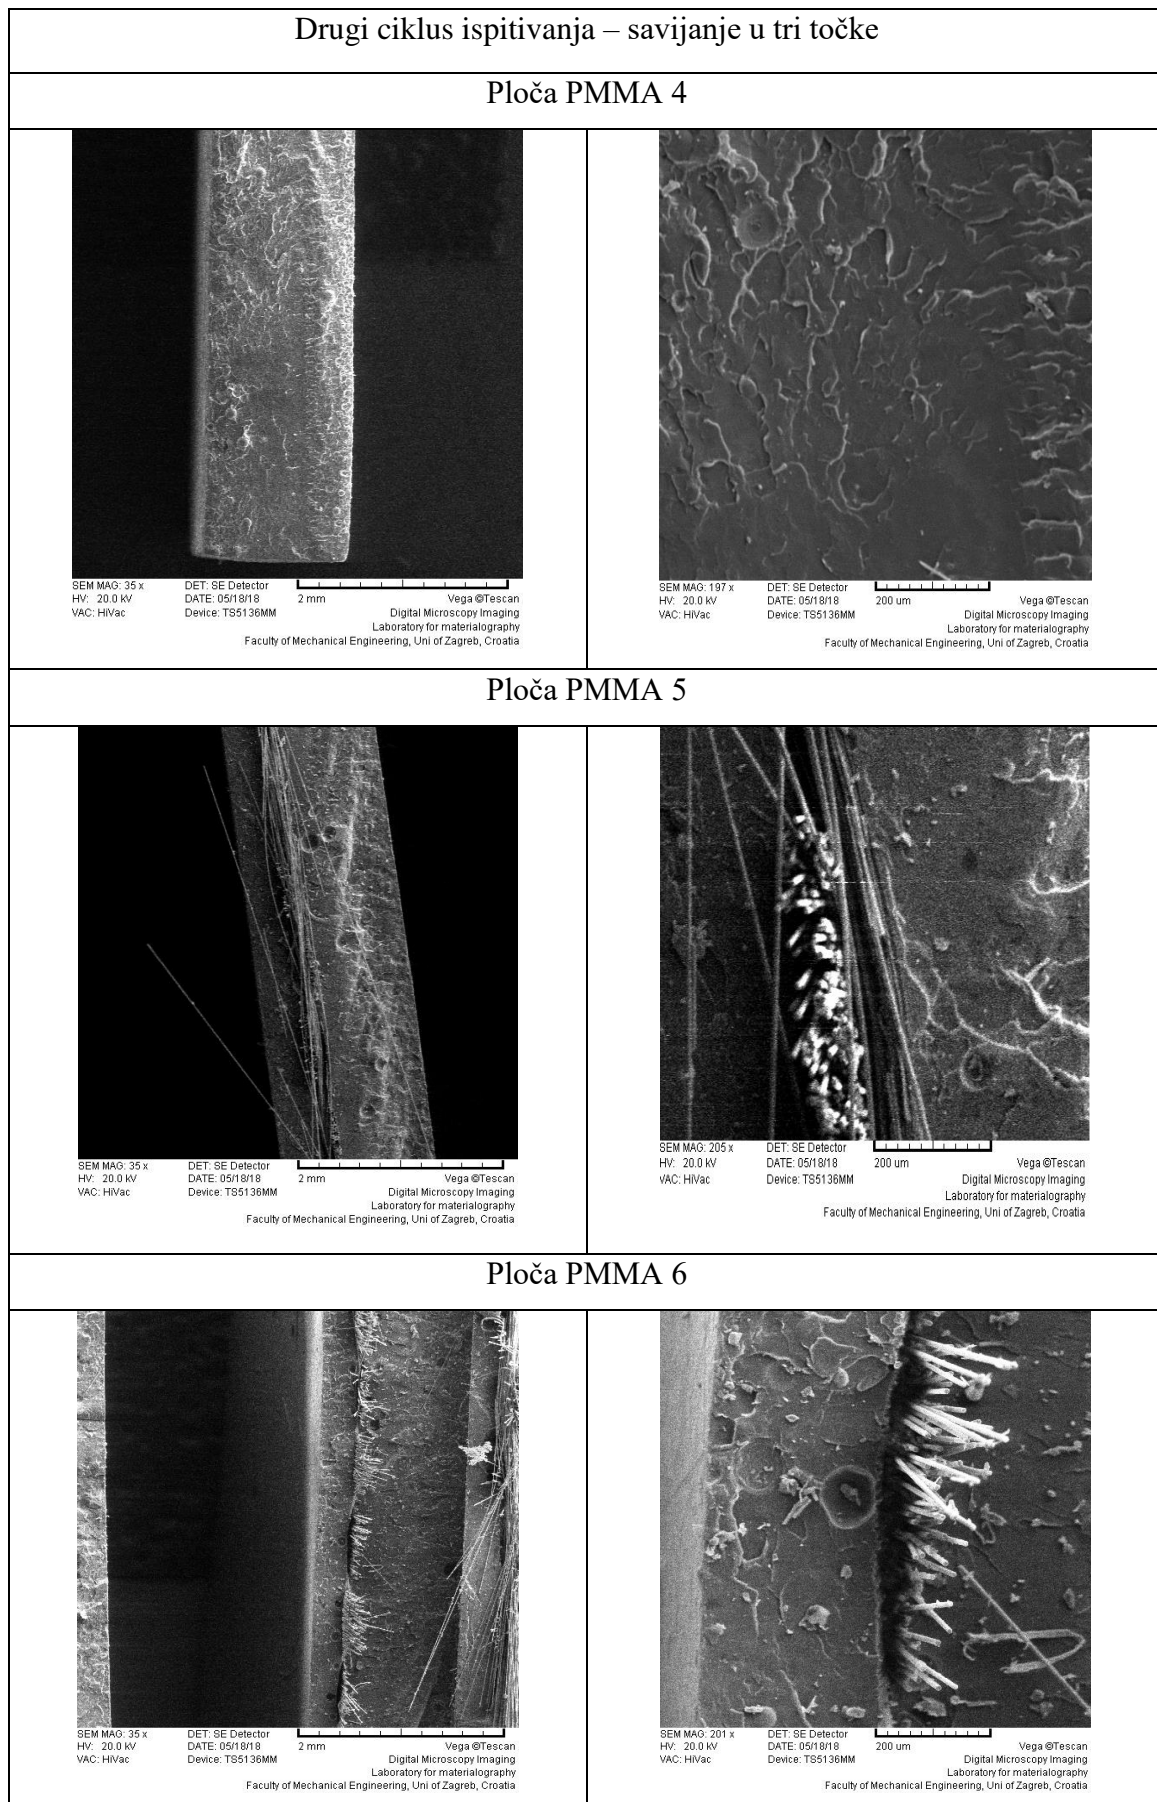 Drugi ciklus ispitivanja – savijanje u tri točke
Ploča PMMA 4
SEM MAG: 35 x DET: SE Detector
HV: 20.0 kV DATE: 05/18/18 2 mm Vega ©Tescan
VAC: HiVac Device: TS5136MM Digital Microscopy Imaging
Laboratory for materialography
Faculty of Mechanical Engineering, Uni of Zagreb, Croatia
SEM MAG: 197 x DET: SE Detector
HV: 20.0 kV DATE: 05/18/18 200 um Vega ©Tescan
VAC: HiVac Device: TS5136MM Digital Microscopy Imaging
Laboratory for materialography
Faculty of Mechanical Engineering, Uni of Zagreb, Croatia
Ploča PMMA 5
SEM MAG: 35 x DET: SE Detector
HV: 20.0 kV DATE: 05/18/18 2 mm Vega ©Tescan
VAC: HiVac Device: TS5136MM Digital Microscopy Imaging
Laboratory for materialography
Faculty of Mechanical Engineering, Uni of Zagreb, Croatia
SEM MAG: 205 x DET: SE Detector
HV: 20.0 kV DATE: 05/18/18 200 um Vega ©Tescan
VAC: HiVac Device: TS5136MM Digital Microscopy Imaging
Laboratory for materialography
Faculty of Mechanical Engineering, Uni of Zagreb, Croatia
Ploča PMMA 6
SEM MAG: 35 x DET: SE Detector
HV: 20.0 kV DATE: 05/18/18 2 mm Vega ©Tescan
VAC: HiVac Device: TS5136MM Digital Microscopy Imaging
Laboratory for materialography
Faculty of Mechanical Engineering, Uni of Zagreb, Croatia
SEM MAG: 201 x DET: SE Detector
HV: 20.0 kV DATE: 05/18/18 200 um Vega ©Tescan
VAC: HiVac Device: TS5136MM Digital Microscopy Imaging
Laboratory for materialography
Faculty of Mechanical Engineering, Uni of Zagreb, Croatia